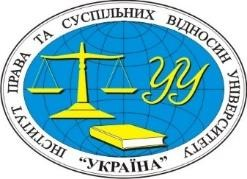 ІНСТИТУТ ПРАВА ТА СУСПІЛЬНИХ ВІДНОСИН УНІВЕРСИТЕТУ
УУ
“УКРАЇНА”